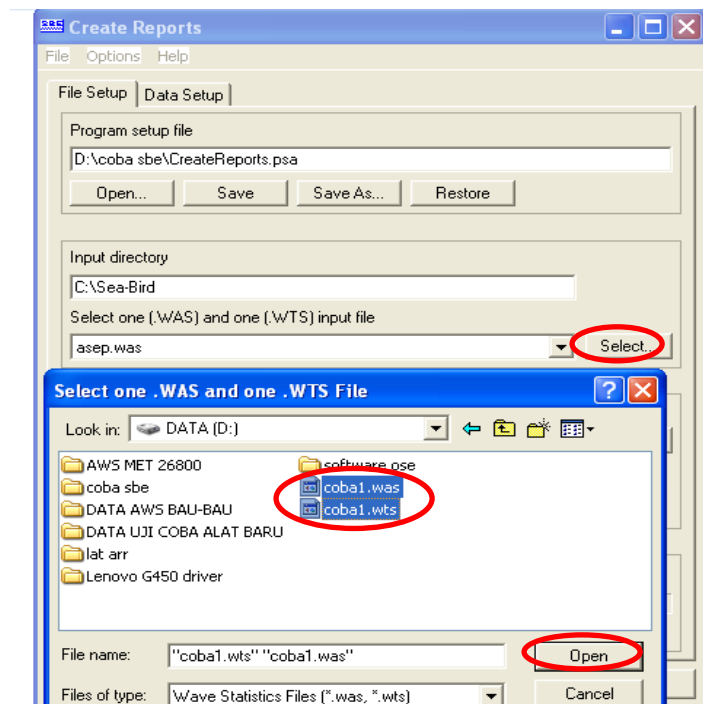 Create Reports
File Options Help
File Setup Data Setup
Program setup file
D:\coba sbe\CreateReports.psa
Open... Save Save As... Restore
Input directory
C:\Sea-Bird
Select one (.WAS) and one (.WTS) input file
asep.was Select...
Select one .WAS and one .WTS File
Look in: DATA (D:)
AWS MET 26800 software ose
coba sbe coba1.was
DATA AWS BAU-BAU coba1.wts
DATA UJI COBA ALAT BARU
lat arr
Lenovo G450 driver
File name: "coba1.wts" "coba1.was" Open
Files of type: Wave Statistics Files (*.was, *.wts) Cancel